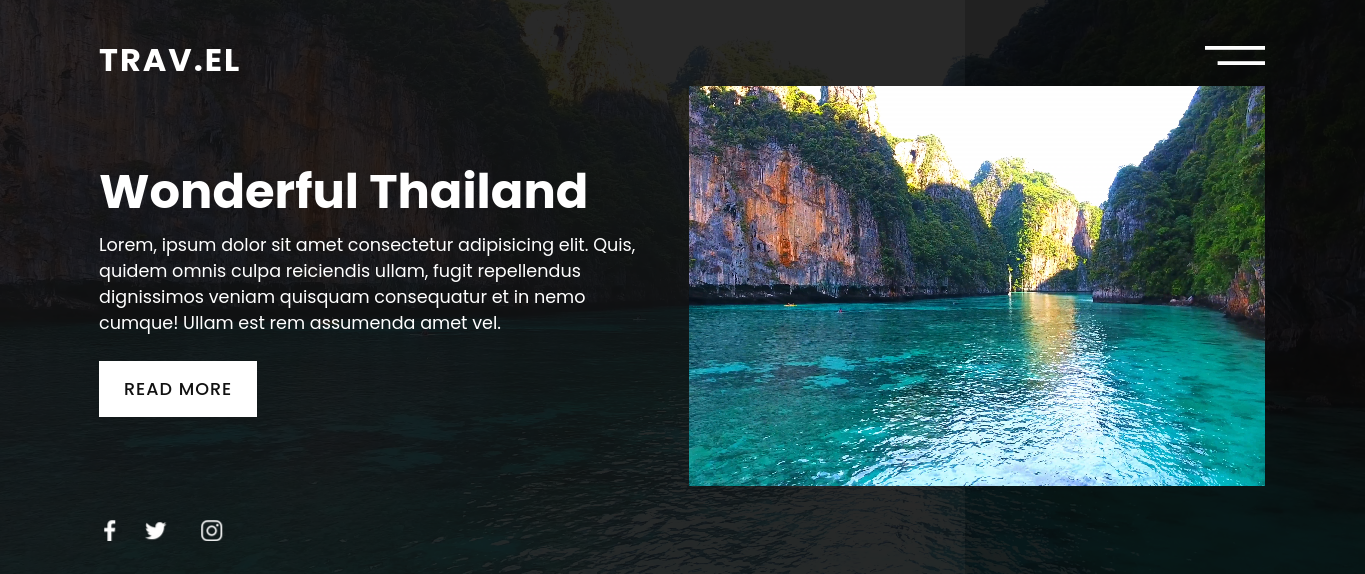 TRAV.EL
Wonderful Thailand
Lorem, ipsum dolor sit amet consectetur adipisicing elit. Quis,
quidem omnis culpa reiciendis ullam, fugit repellendus
dignissimos veniam quisquam consequatur et in nemo
cumque! Ullam est rem assumenda amet vel.
READ MORE